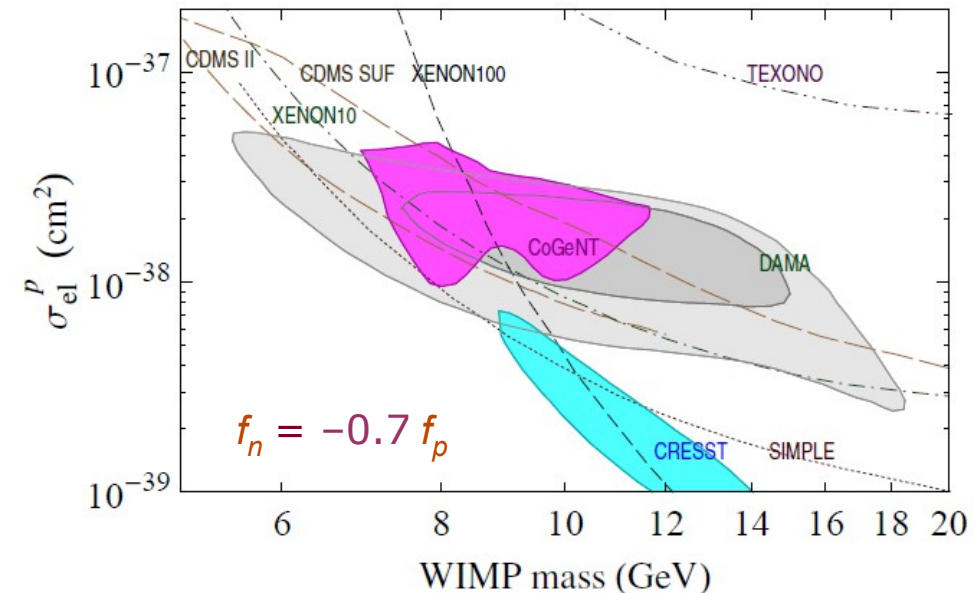 10⁻³⁷
10⁻³⁸
10⁻³⁹
σ_el^p (cm²)
CDMS II
CDMS SUF
XENON100
TEXONO
XENON10
CoGeNT
DAMA
f_n = −0.7 f_p
CRESST
SIMPLE
6 8 10 12 14 16 18 20
WIMP mass (GeV)